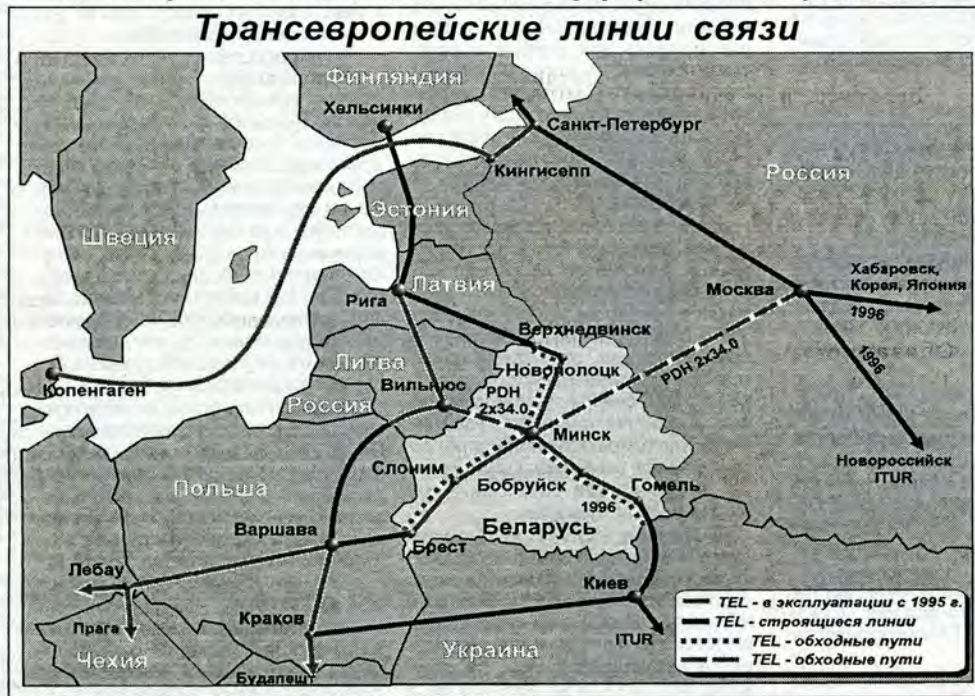 Трансевропейские линии связи
Финляндия
Хельсинки
Санкт-Петербург
Кингисепп
Россия
Эстония
Швеция
Латвия
Рига
Москва
Хабаровск,
Корея, Япония
1996
1996
Верхнедвинск
Новополоцк
PDH 2x34.0
Литва
Вильнюс
Копенгаген
Россия
PDH
2x34.0
Минск
Новороссийск
ITUR
Слоним
Бобруйск
Гомель
1996
Польша
Варшава
Брест
Беларусь
Лебау
Киев
Прага
Краков
ITUR
Чехия
Будапешт
Украина
TEL - в эксплуатации с 1995 г.
TEL - строящиеся линии
TEL - обходные пути
TEL - обходные пути